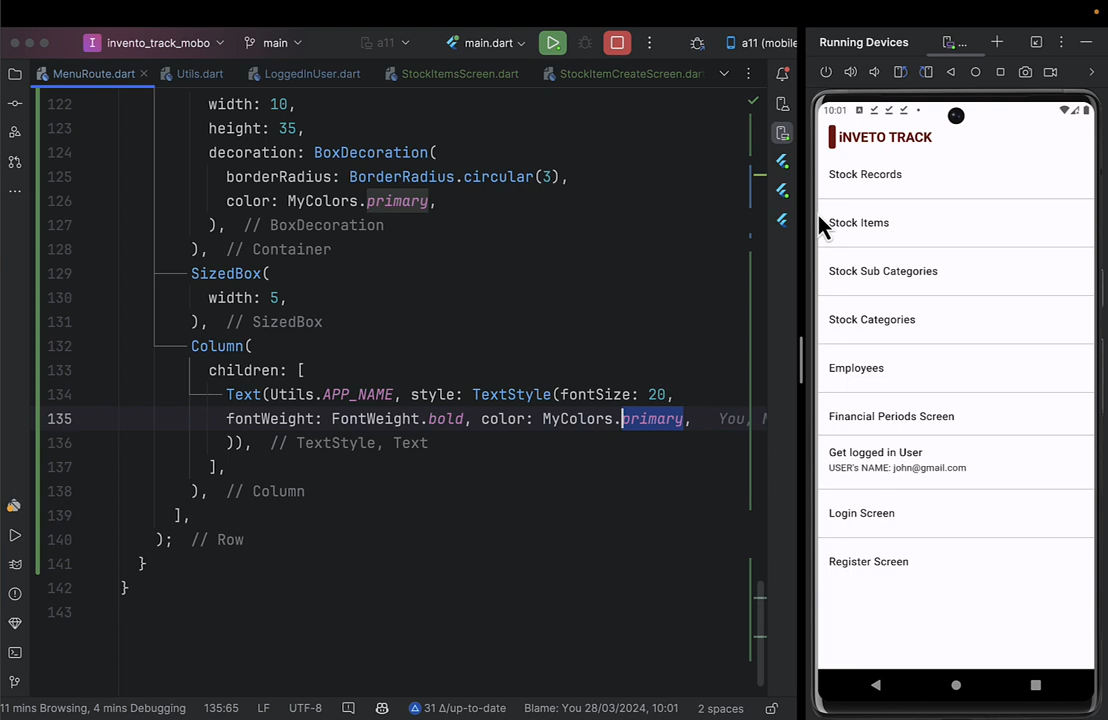 invento_track_mobo
main
a11
main.dart
a11 (mobile
Running Devices
...
MenuRoute.dart
Utils.dart
LoggedInUser.dart
StockItemsScreen.dart
StockItemCreateScreen.dart
122 width: 10,
123 height: 35,
124 decoration: BoxDecoration(
125 borderRadius: BorderRadius.circular(3),
126 color: MyColors.primary,
127 ), // BoxDecoration
128 ), // Container
129 SizedBox(
130 width: 5,
131 ), // SizedBox
132 Column(
133 children: [
134 Text(Utils.APP_NAME, style: TextStyle(fontSize: 20,
135 fontWeight: FontWeight.bold, color: MyColors.primary, You,
136 )), // TextStyle, Text
137 ],
138 ), // Column
139 ],
140 ); // Row
141 }
142 }
143
11 mins Browsing, 4 mins Debugging
135:65
LF
UTF-8
31 Δ/up-to-date
Blame: You 28/03/2024, 10:01
2 spaces
10:01
iNVETO TRACK
Stock Records
Stock Items
Stock Sub Categories
Stock Categories
Employees
Financial Periods Screen
Get logged in User
USER's NAME: john@gmail.com
Login Screen
Register Screen